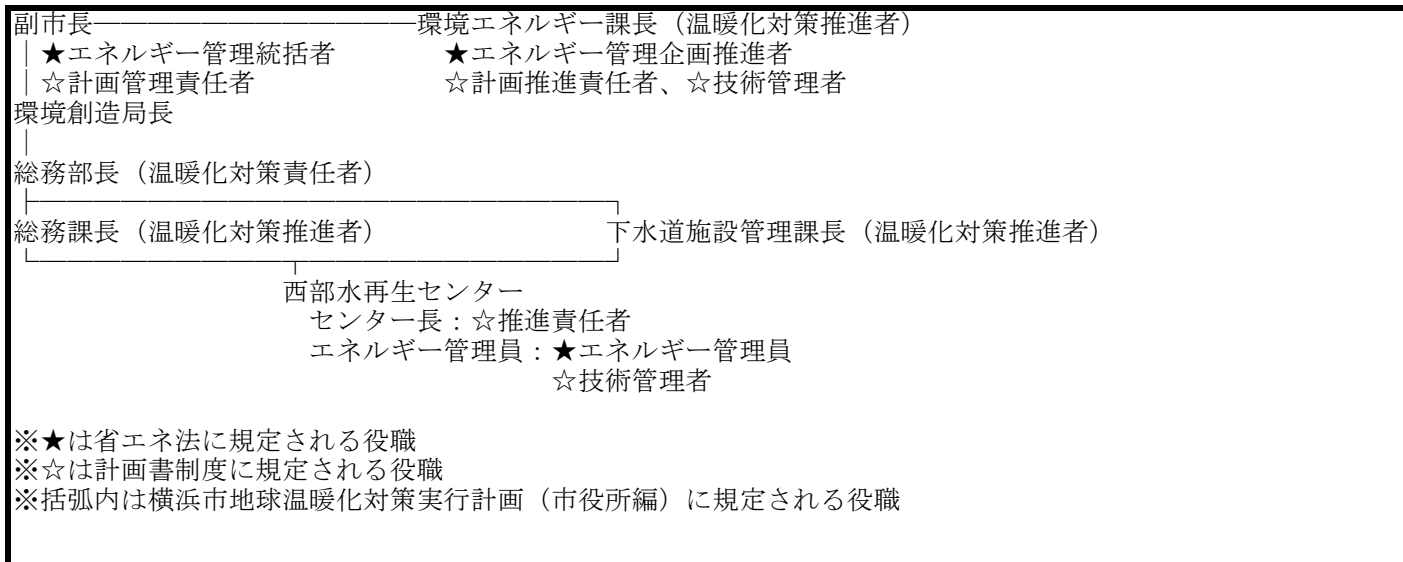 副市長────────────環境エネルギー課長（温暖化対策推進者）
│★エネルギー管理統括者　　　　★エネルギー管理企画推進者
│☆計画管理責任者　　　　　　　☆計画推進責任者、☆技術管理者
環境創造局長
│
総務部長（温暖化対策責任者）
├─────────────────────┐
総務課長（温暖化対策推進者）　　　　　　　　　下水道施設管理課長（温暖化対策推進者）
└─────────┬───────────┘
西部水再生センター
センター長：☆推進責任者
エネルギー管理員：★エネルギー管理員
☆技術管理者
※★は省エネ法に規定される役職
※☆は計画書制度に規定される役職
※括弧内は横浜市地球温暖化対策実行計画（市役所編）に規定される役職